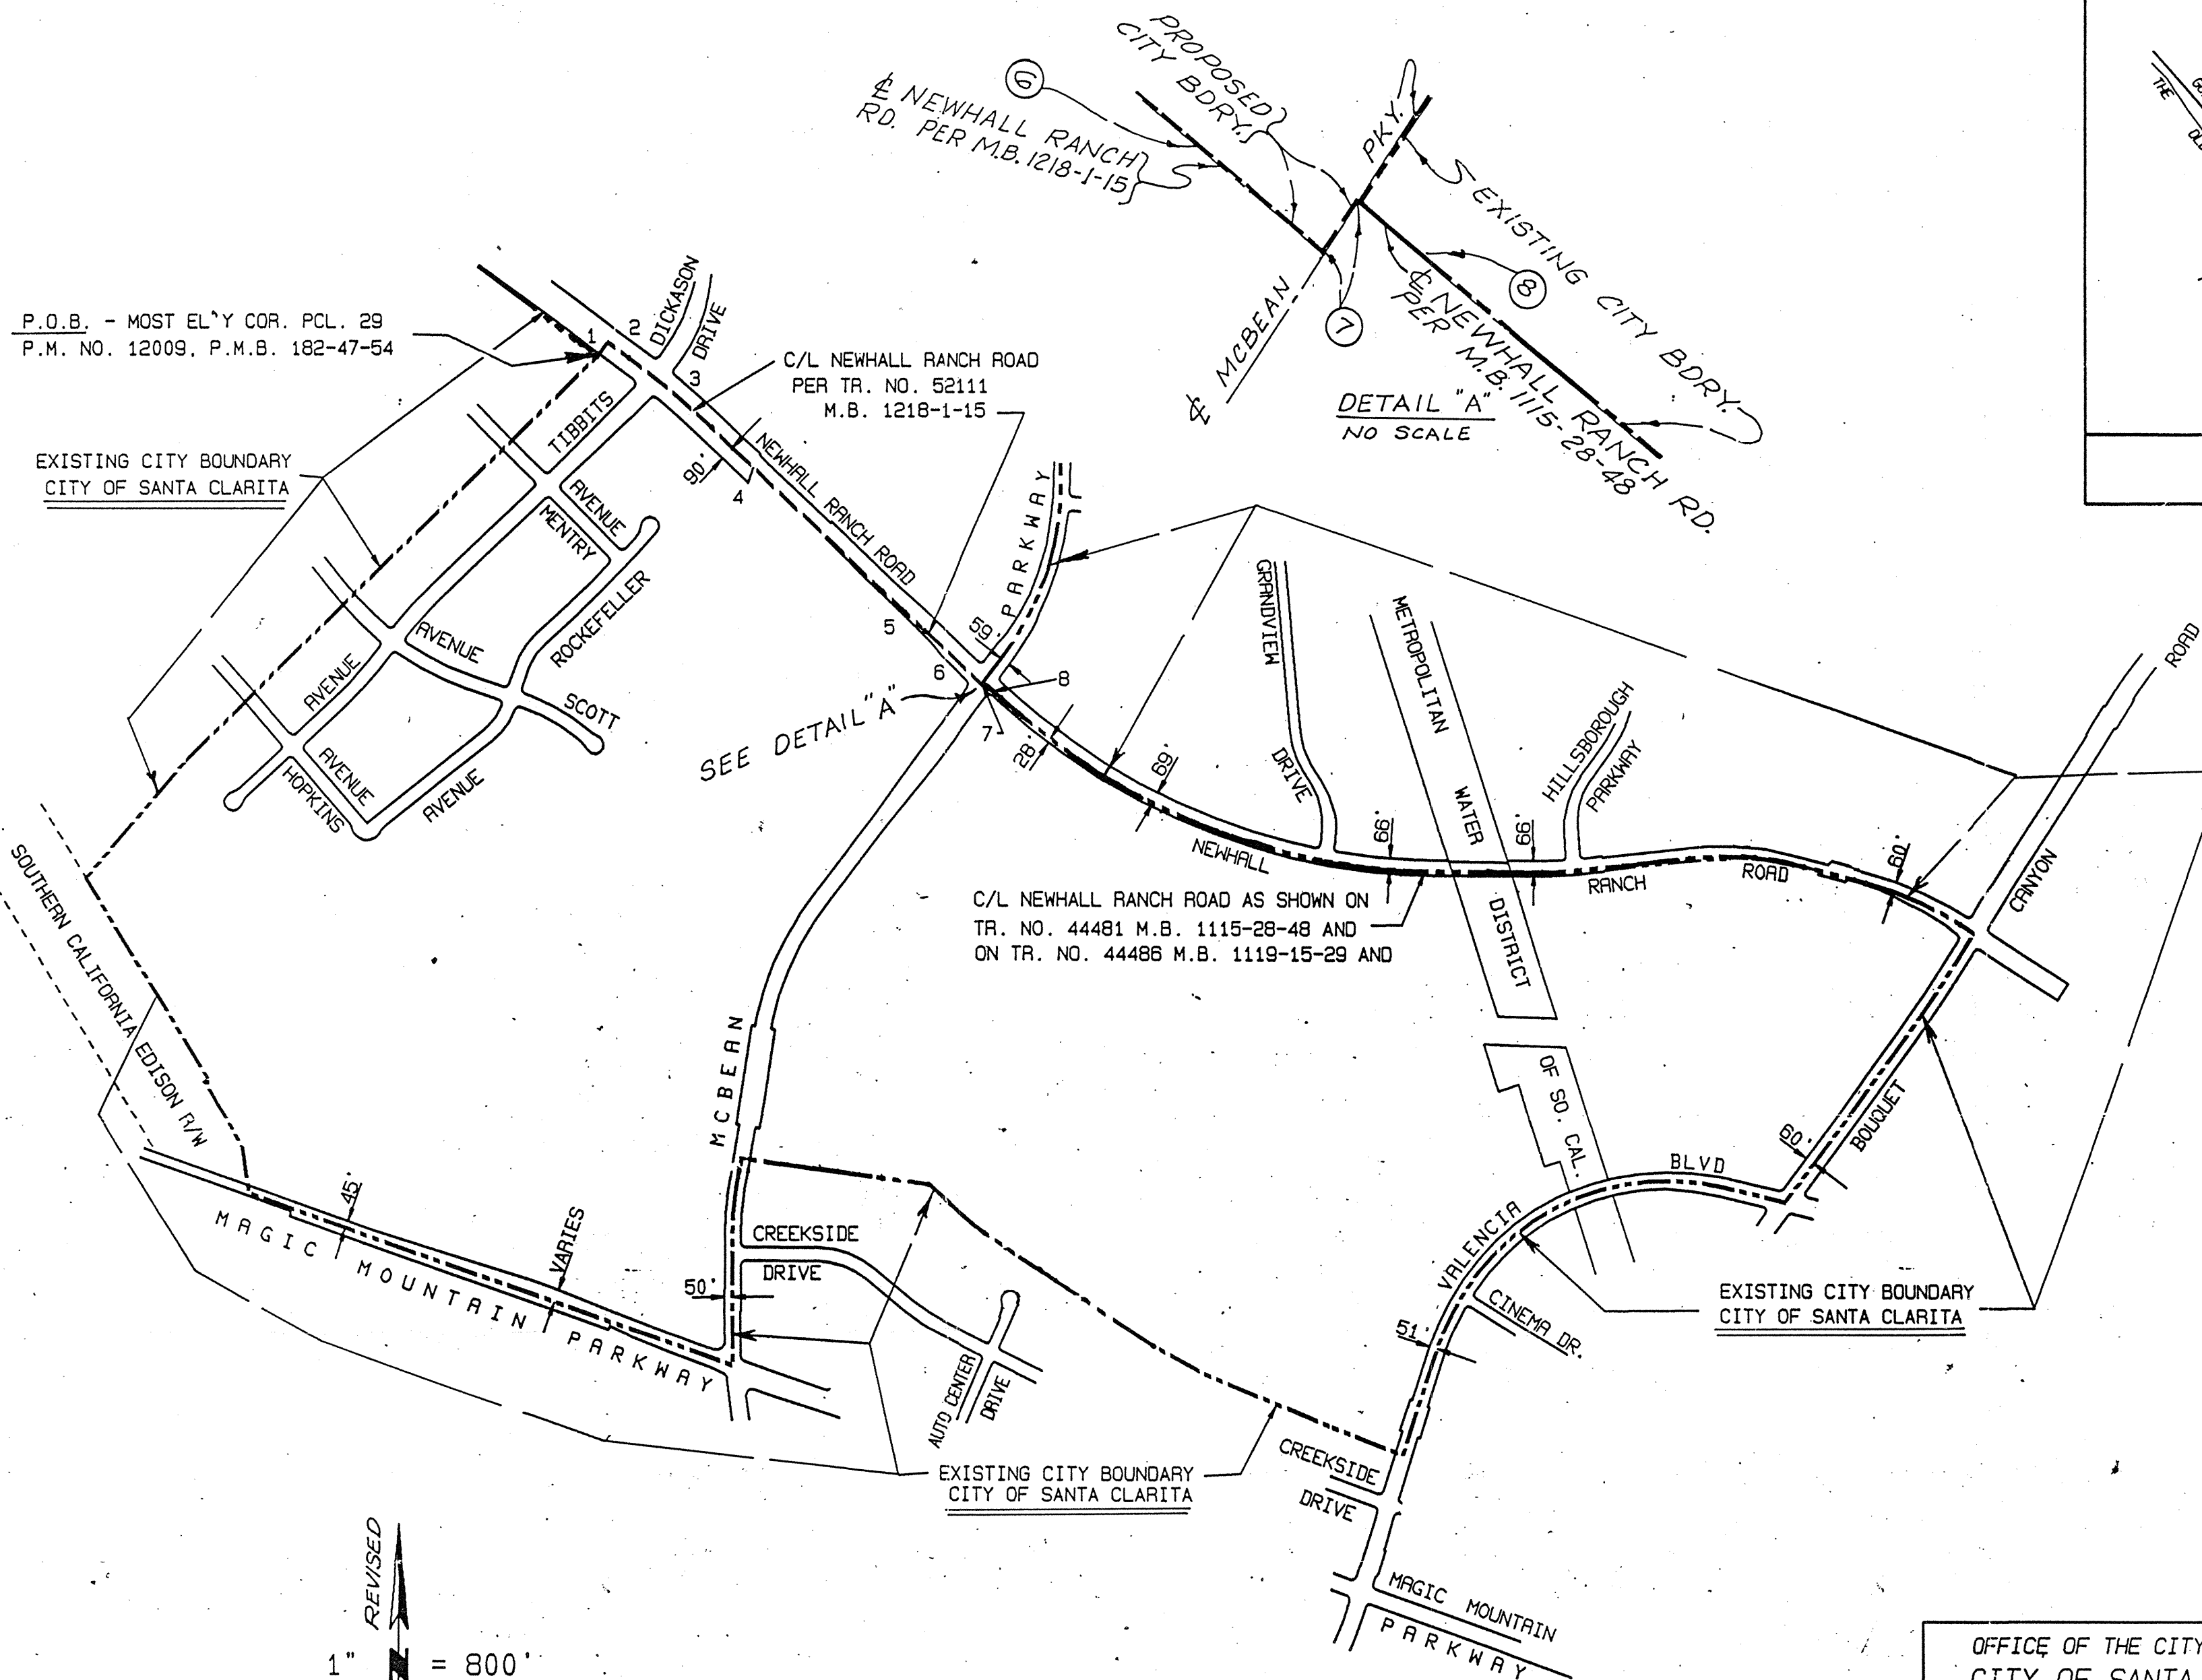 PROPOSED
CITY BDRY.
6
℄ NEWHALL RANCH
RD. PER M.B. 1218-1-15
PKY.
EXISTING CITY BDRY.
8
7
℄ MCBEAN
℄ NEWHALL RANCH RD.
PER M.B. 1115-28-48
DETAIL "A"
NO SCALE
THE
P.O.B. - MOST EL'Y COR. PCL. 29
P.M. NO. 12009, P.M.B. 182-47-54
1
2
DICKASON
DRIVE
3
C/L NEWHALL RANCH ROAD
PER TR. NO. 52111
M.B. 1218-1-15
EXISTING CITY BOUNDARY
CITY OF SANTA CLARITA
TIBBITS
AVENUE
MENTRY
90'
4
NEWHALL RANCH ROAD
PARKWAY
59'
5
6
8
7
SEE DETAIL "A"
AVENUE
ROCKEFELLER
AVENUE
SCOTT
AVENUE
HOPKINS
AVENUE
28'
69'
GRANDVIEW
DRIVE
METROPOLITAN
WATER
DISTRICT
OF SO. CAL.
HILLSBOROUGH
PARKWAY
66'
66'
60'
NEWHALL
RANCH
ROAD
ROAD
CANYON
BOUQUET
60'
C/L NEWHALL RANCH ROAD AS SHOWN ON
TR. NO. 44481 M.B. 1115-28-48 AND
ON TR. NO. 44486 M.B. 1119-15-29 AND
SOUTHERN CALIFORNIA EDISON R/W
MCBEAN
45'
VARIES
MAGIC MOUNTAIN PARKWAY
50'
CREEKSIDE
DRIVE
AUTO CENTER
DRIVE
BLVD
VALENCIA
CINEMA DR.
51'
EXISTING CITY BOUNDARY
CITY OF SANTA CLARITA
EXISTING CITY BOUNDARY
CITY OF SANTA CLARITA
CREEKSIDE
DRIVE
MAGIC MOUNTAIN
PARKWAY
REVISED
N
1" = 800'
OFFICE OF THE CITY
CITY OF SANTA